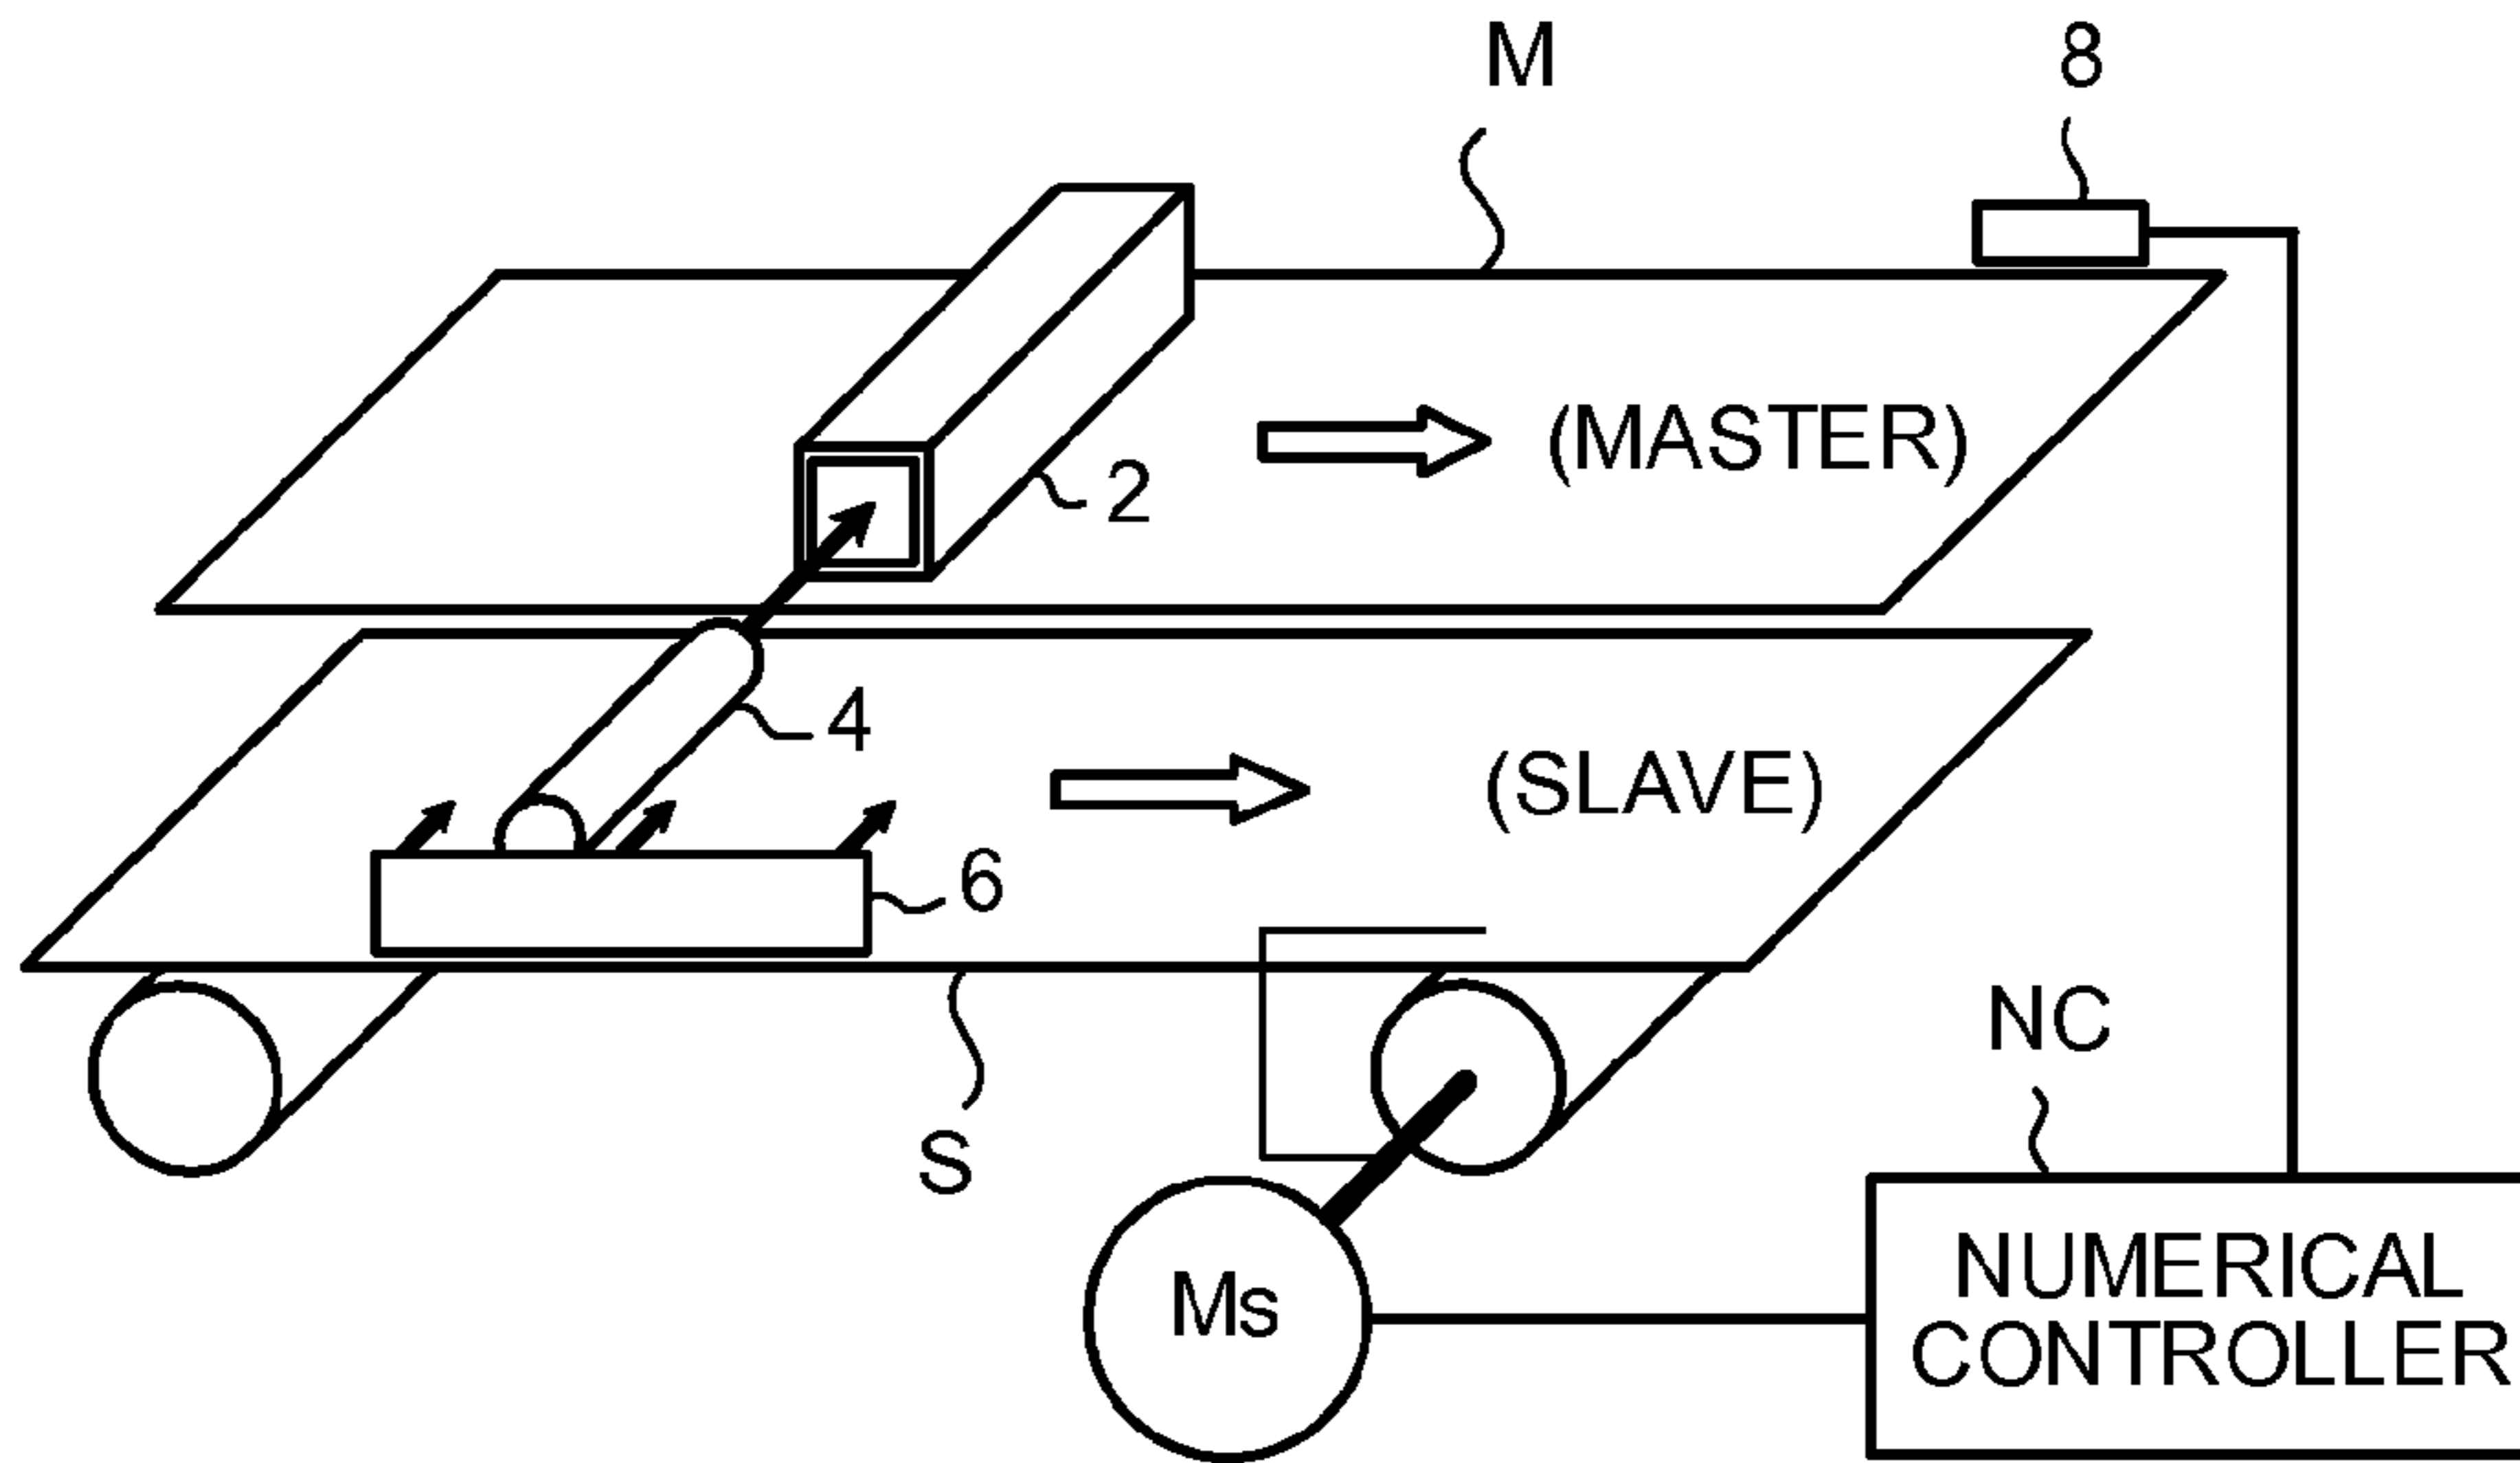 M
8
(MASTER)
2
4
(SLAVE)
6
NC
S
Ms
NUMERICAL
CONTROLLER